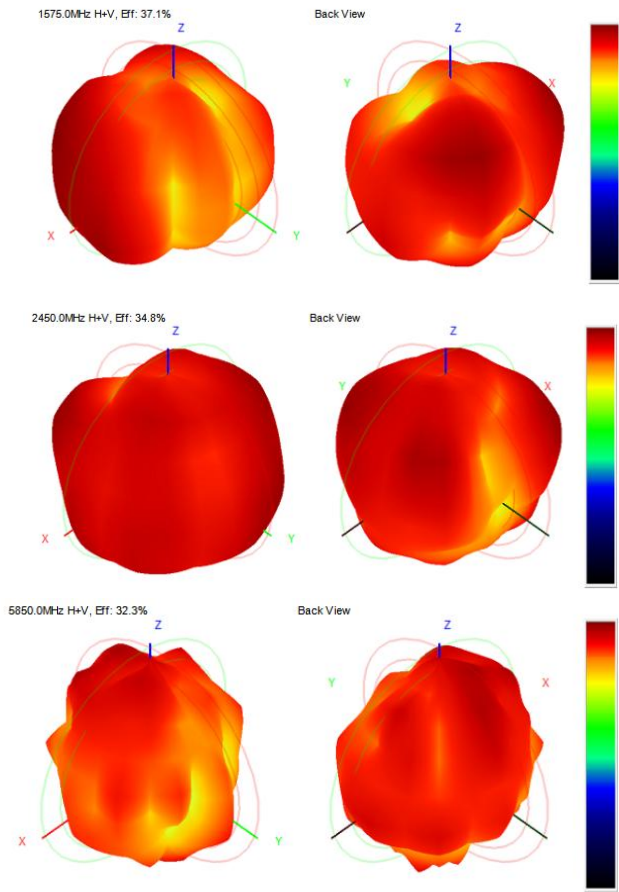 1575.0MHz H+V, Eff: 37.1%
Back View
Z
Z
Y
X
X
Y
2450.0MHz H+V, Eff: 34.8%
Back View
Z
Z
Y
X
X
Y
5850.0MHz H+V, Eff: 32.3%
Back View
Z
Z
Y
X
X
Y